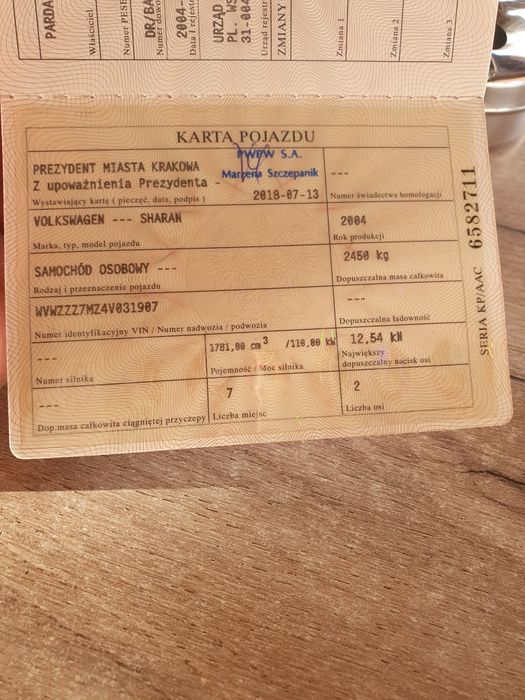 PARDA
Właściciel
Numer PESE
DR/BA
Numer dowo
2004-
Data I rejestr
URZĄD
PL. WS
31-004
Urząd rejestr
ZMIANY
Zmiana 1
Zmiana 2
Zmiana 3
KARTA POJAZDU
PREZYDENT MIASTA KRAKOWA
Z upoważnienia Prezydenta -
PWPW S.A.
Marzena Szczepanik
2018-07-13
Wystawiający kartę ( pieczęć, data, podpis )
---
Numer świadectwa homologacji
VOLKSWAGEN --- SHARAN
Marka, typ, model pojazdu
2004
Rok produkcji
SAMOCHÓD OSOBOWY ---
Rodzaj i przeznaczenie pojazdu
2450 kg
Dopuszczalna masa całkowita
WVWZZZ7MZ4V031907
Numer identyfikacyjny VIN / Numer nadwozia / podwozia
---
Dopuszczalna ładowność
---
Numer silnika
1781,00 cm3 /110,00 kW
Pojemność / Moc silnika
12,54 kN
Największy
dopuszczalny nacisk osi
---
Dop.masa całkowita ciągniętej przyczepy
7
Liczba miejsc
2
Liczba osi
SERIA KP/AAC 6582711